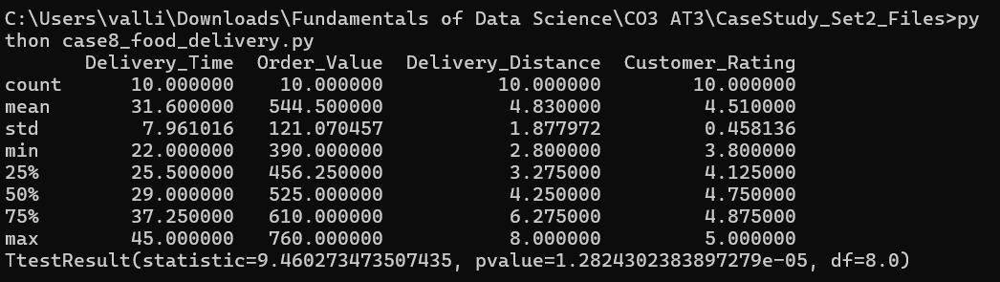 C:\Users\valli\Downloads\Fundamentals of Data Science\CO3 AT3\CaseStudy_Set2_Files>py
thon case8_food_delivery.py
       Delivery_Time  Order_Value  Delivery_Distance  Customer_Rating
count      10.000000    10.000000          10.000000        10.000000
mean       31.600000   544.500000           4.830000         4.510000
std         7.961016   121.070457           1.877972         0.458136
min        22.000000   390.000000           2.800000         3.800000
25%        25.500000   456.250000           3.275000         4.125000
50%        29.000000   525.000000           4.250000         4.750000
75%        37.250000   610.000000           6.275000         4.875000
max        45.000000   760.000000           8.000000         5.000000
TtestResult(statistic=9.460273473507435, pvalue=1.2824302383897279e-05, df=8.0)